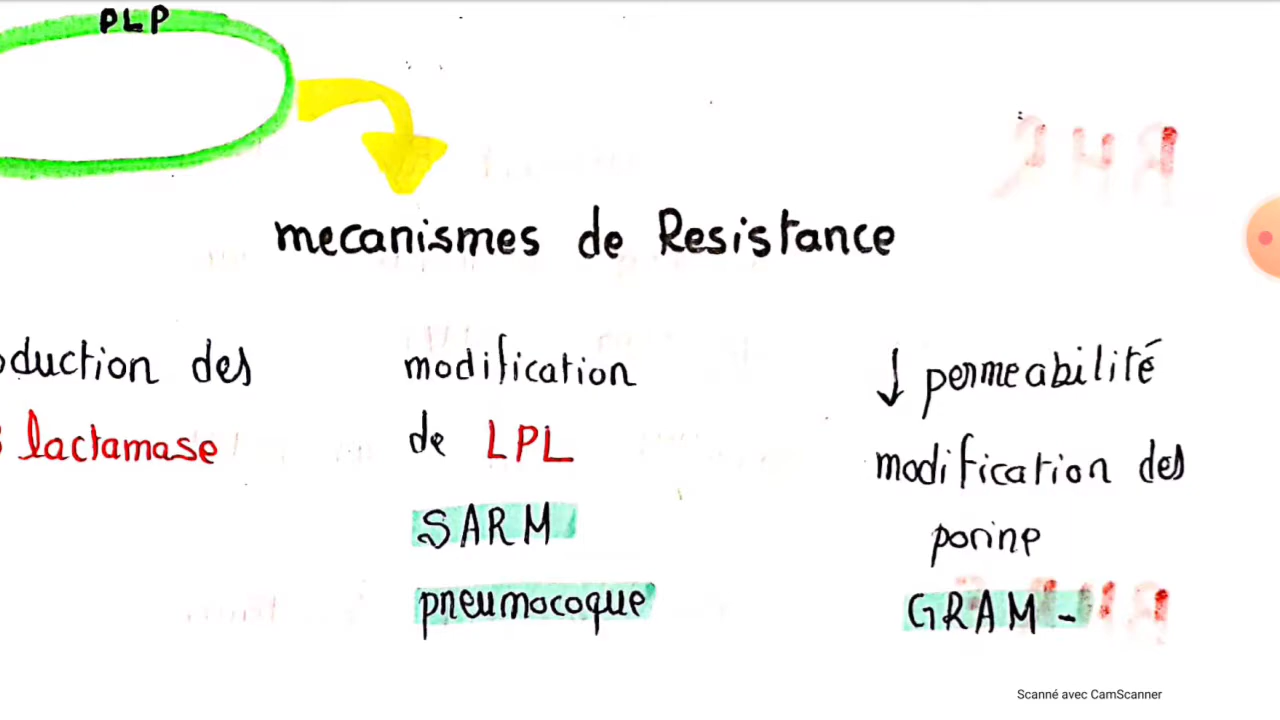 PLP
mecanismes de Resistance
oduction des
lactamase
modification
de LPL
SARM
pneumocoque
↓ permeabilité
modification des
porine
GRAM -
Scanné avec CamScanner